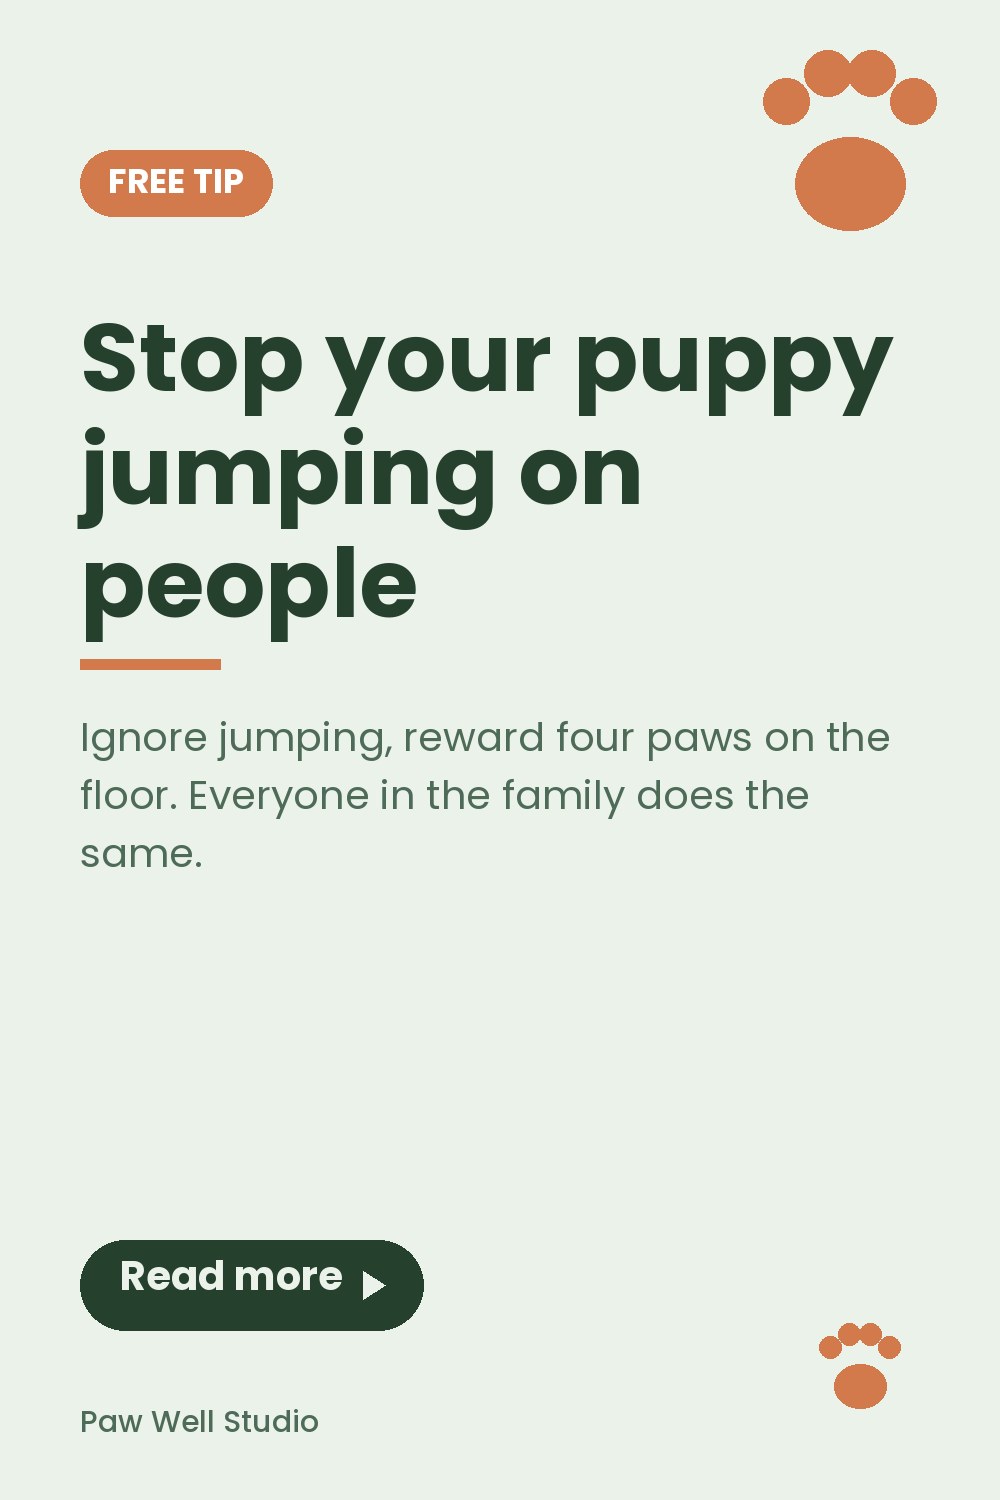 FREE TIP
Stop your puppy
jumping on
people
Ignore jumping, reward four paws on the
floor. Everyone in the family does the
same.
Read more
Paw Well Studio